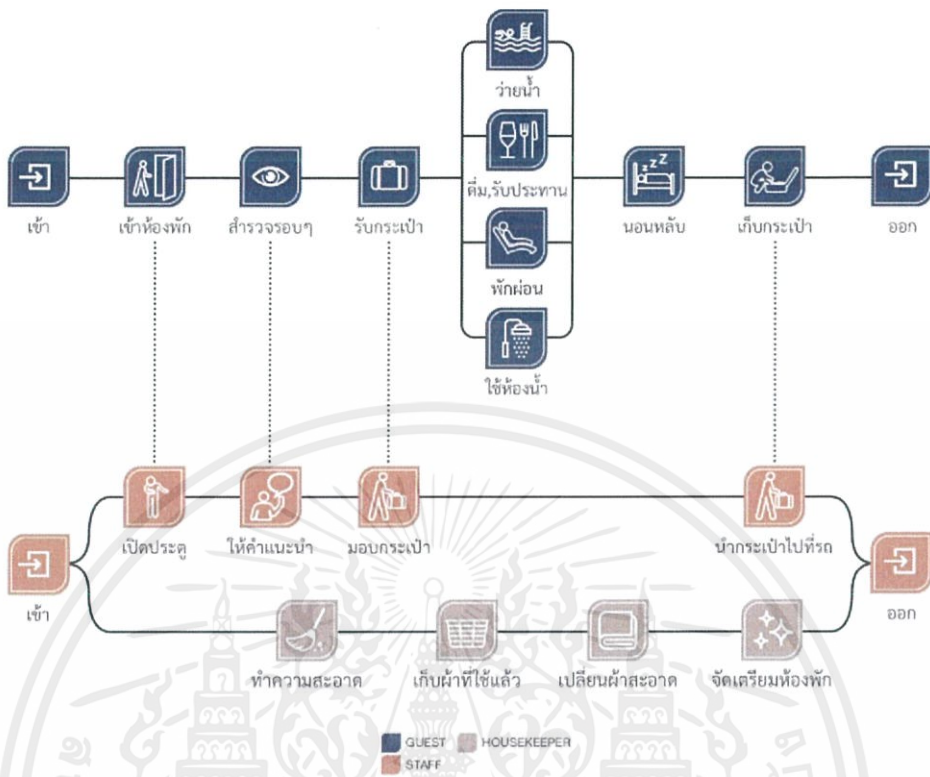 ว่ายน้ำ
ดื่ม,รับประทาน
เข้า
เข้าห้องพัก
สำรวจรอบๆ
รับกระเป๋า
นอนหลับ
เก็บกระเป๋า
ออก
พักผ่อน
ใช้ห้องน้ำ
เปิดประตู
ให้คำแนะนำ
มอบกระเป๋า
นำกระเป๋าไปที่รถ
เข้า
ออก
ทำความสะอาด
เก็บผ้าที่ใช้แล้ว
เปลี่ยนผ้าสะอาด
จัดเตรียมห้องพัก
GUEST
HOUSEKEEPER
STAFF